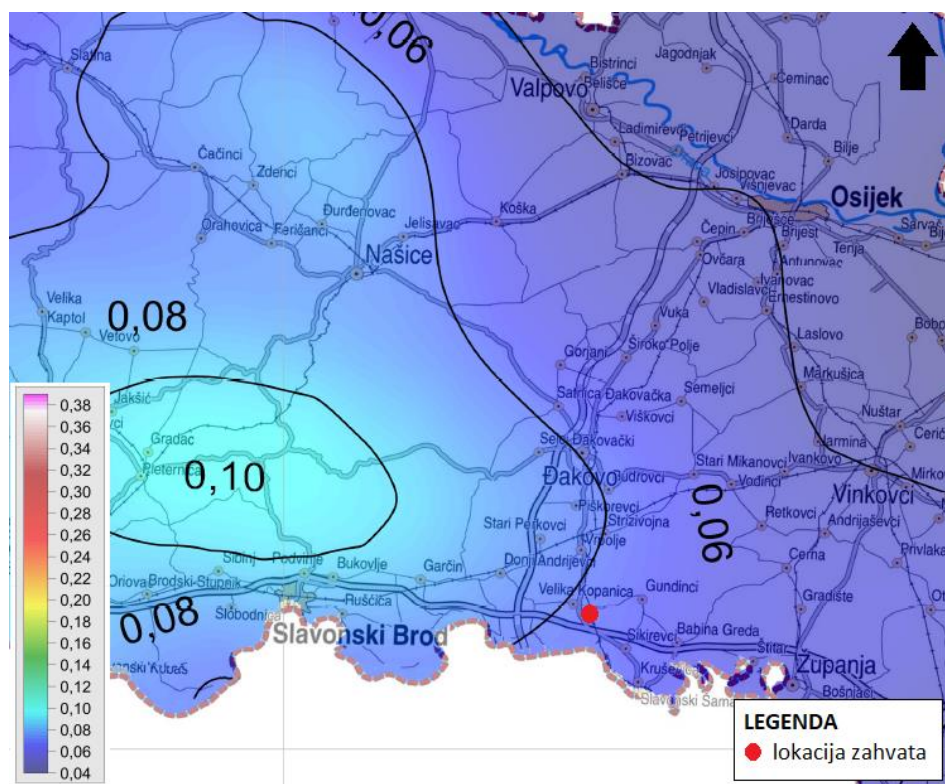 0,06
Slatina
Bistrinci
Jagodnjak
Belišće
Valpovo
Čeminac
Ladimirevci
Petrijevci
Darda
Čačinci
Bizovac
Bilje
Zdenci
Josipovac
Višnjevac
Osijek
Đurđenovac
Koška
Jelisavac
Orahovica
Feričanci
Čepin
Brijest
Tenja
Našice
Ovčara
Antunovac
Ivanovac
Velika
Kaptol
0,08
Vladislavci
Ernestinovo
Vetovo
Vuka
Laslovo
Široko Polje
Gorjani
Markušica
Jakšić
Satnica Đakovačka
Semeljci
Viškovci
Nuštar
Gradac
Selci Đakovački
Jarmina
Pleternica
0,10
Đakovo
Budrovci
Stari Mikanovci
Ivankovo
Vođinci
Vinkovci
Piškorevci
0,06
Stari Perkovci
Strizivojna
Retkovci
Andrijaševci
Vrpolje
Privlaka
Sibinj
Podvinje
Bukovlje
Garčin
Donji Andrijevci
Cerna
Oriovac
Brodski Stupnik
Velika Kopanica
Gundinci
Gradište
0,08
Slobodnica
Ruščica
Slavonski Brod
Sikirevci
Babina Greda
Štitar
Županja
Bošnjaci
0,38
0,36
0,34
0,32
0,30
0,28
0,26
0,24
0,22
0,20
0,18
0,16
0,14
0,12
0,10
0,08
0,06
0,04
LEGENDA
lokacija zahvata